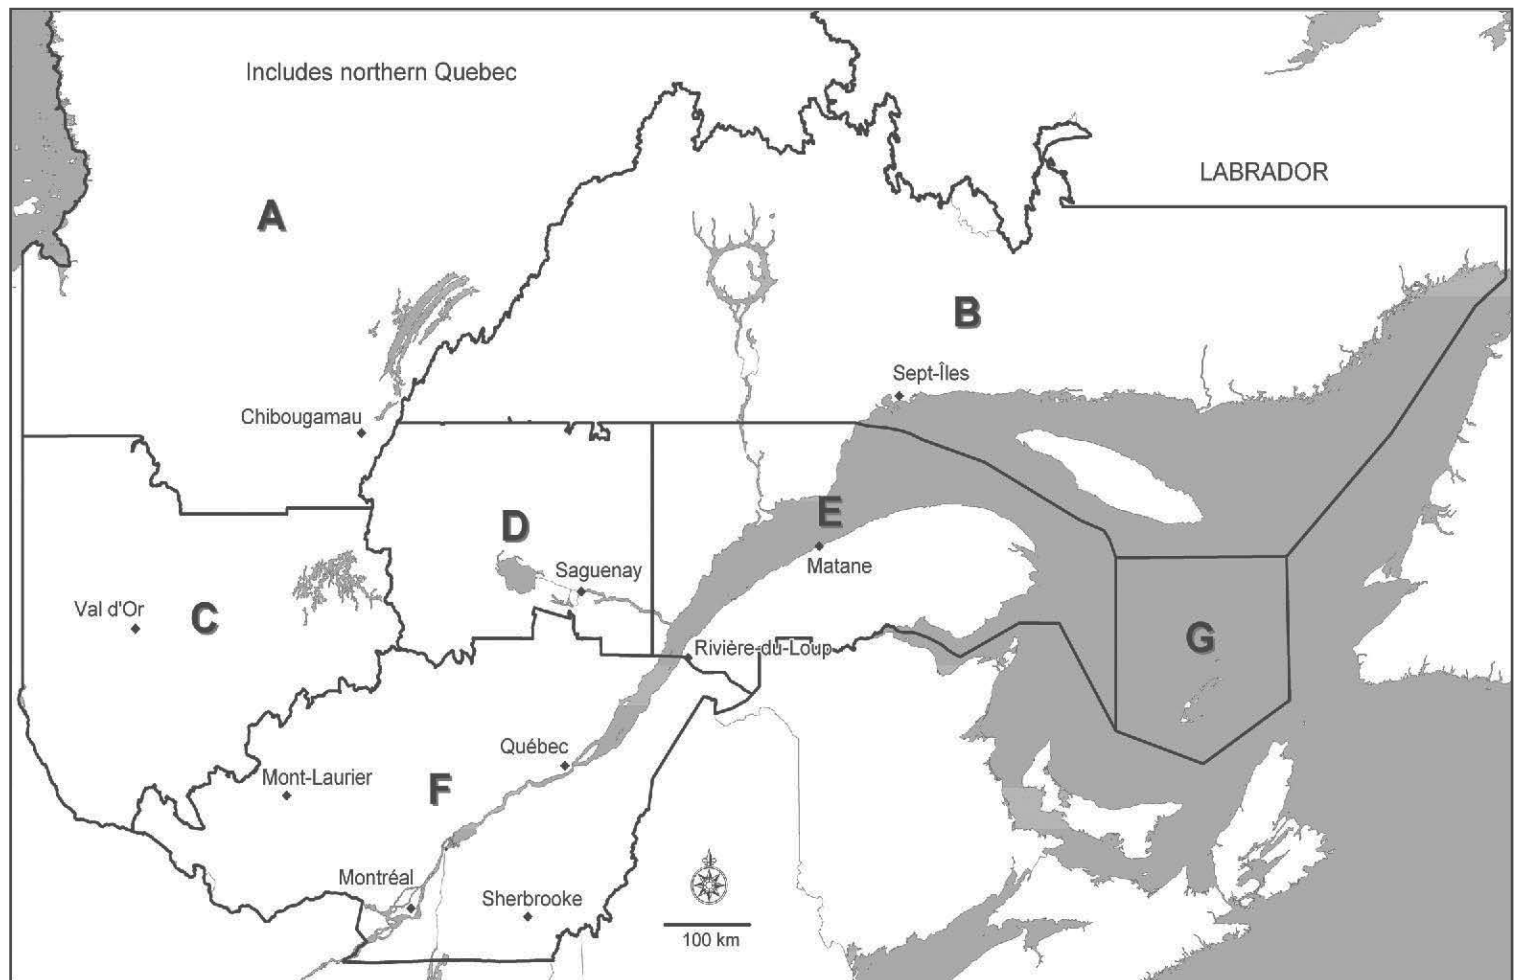 Includes northern Quebec
LABRADOR
A
B
Sept-Îles
Chibougamau
D
E
Matane
Saguenay
Val d'Or
C
G
Rivière-du-Loup
Québec
Mont-Laurier
F
Montréal
Sherbrooke
100 km